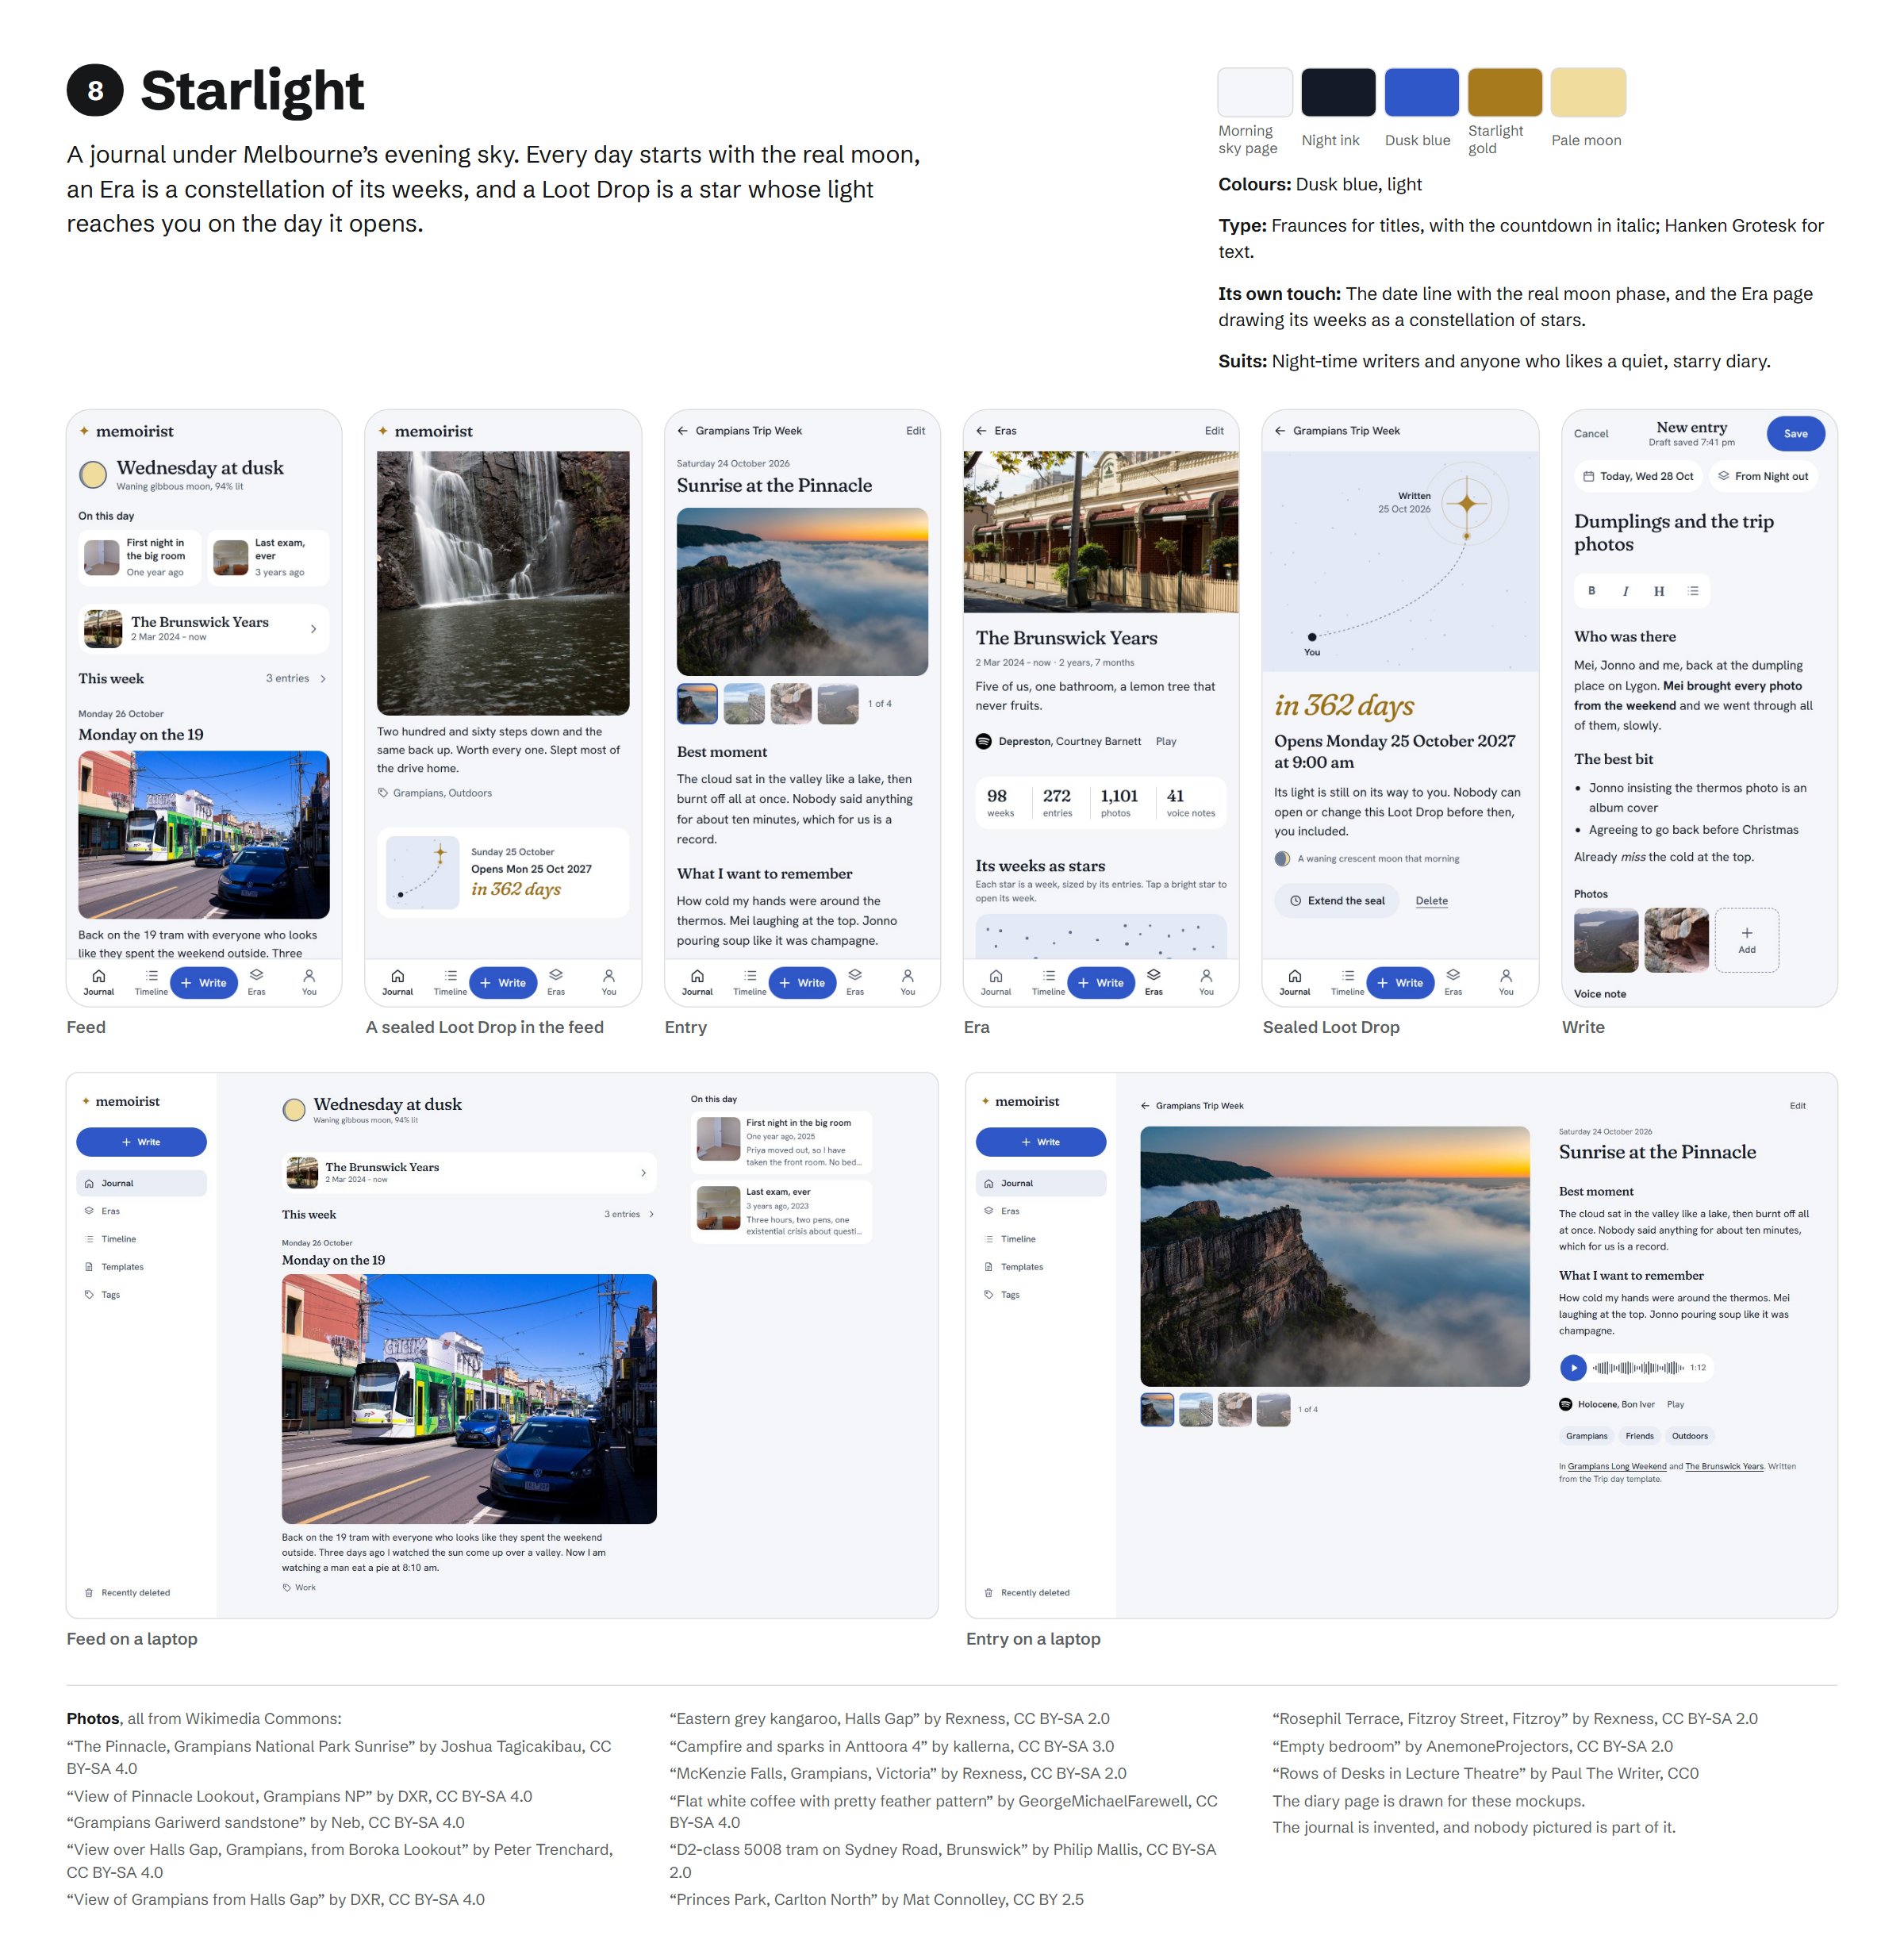 8 Starlight
A journal under Melbourne’s evening sky. Every day starts with the real moon,
an Era is a constellation of its weeks, and a Loot Drop is a star whose light
reaches you on the day it opens.
Morning
sky page
Night ink
Dusk blue
Starlight
gold
Pale moon
Colours: Dusk blue, light
Type: Fraunces for titles, with the countdown in italic; Hanken Grotesk for
text.
Its own touch: The date line with the real moon phase, and the Era page
drawing its weeks as a constellation of stars.
Suits: Night-time writers and anyone who likes a quiet, starry diary.
memoirist
Wednesday at dusk
Waning gibbous moon, 94% lit
On this day
First night in
the big room
One year ago
Last exam,
ever
3 years ago
The Brunswick Years
2 Mar 2024 – now
This week
3 entries
Monday 26 October
Monday on the 19
Back on the 19 tram with everyone who looks
like they spent the weekend outside. Three
Journal
Timeline
+ Write
Eras
You
Feed
memoirist
Two hundred and sixty steps down and the
same back up. Worth every one. Slept most of
the drive home.
Grampians, Outdoors
Sunday 25 October
Opens Mon 25 Oct 2027
in 362 days
Journal
Timeline
+ Write
Eras
You
A sealed Loot Drop in the feed
← Grampians Trip Week
Edit
Saturday 24 October 2026
Sunrise at the Pinnacle
1 of 4
Best moment
The cloud sat in the valley like a lake, then
burnt off all at once. Nobody said anything
for about ten minutes, which for us is a
record.
What I want to remember
How cold my hands were around the
thermos. Mei laughing at the top. Jonno
pouring soup like it was champagne.
Journal
Timeline
+ Write
Eras
You
Entry
← Eras
Edit
The Brunswick Years
2 Mar 2024 – now · 2 years, 7 months
Five of us, one bathroom, a lemon tree that
never fruits.
Depreston, Courtney Barnett
Play
98
weeks
272
entries
1,101
photos
41
voice notes
Its weeks as stars
Each star is a week, sized by its entries. Tap a bright star to
open its week.
Journal
Timeline
+ Write
Eras
You
Era
← Grampians Trip Week
Written
25 Oct 2026
You
in 362 days
Opens Monday 25 October 2027
at 9:00 am
Its light is still on its way to you. Nobody can
open or change this Loot Drop before then,
you included.
A waning crescent moon that morning
Extend the seal
Delete
Journal
Timeline
+ Write
Eras
You
Sealed Loot Drop
Cancel
New entry
Draft saved 7:41 pm
Save
Today, Wed 28 Oct
From Night out
Dumplings and the trip
photos
B I H
Who was there
Mei, Jonno and me, back at the dumpling
place on Lygon. Mei brought every photo
from the weekend and we went through all
of them, slowly.
The best bit
• Jonno insisting the thermos photo is an
album cover
• Agreeing to go back before Christmas
Already miss the cold at the top.
Photos
+
Add
Voice note
Write
memoirist
+ Write
Journal
Eras
Timeline
Templates
Tags
Recently deleted
Wednesday at dusk
Waning gibbous moon, 94% lit
The Brunswick Years
2 Mar 2024 – now
This week
3 entries
Monday 26 October
Monday on the 19
Back on the 19 tram with everyone who looks like they spent the weekend
outside. Three days ago I watched the sun come up over a valley. Now I am
watching a man eat a pie at 8:10 am.
Work
On this day
First night in the big room
One year ago, 2025
Priya moved out, so I have
taken the front room. No bed...
Last exam, ever
3 years ago, 2023
Three hours, two pens, one
existential crisis about questi...
Feed on a laptop
memoirist
+ Write
Journal
Eras
Timeline
Templates
Tags
Recently deleted
← Grampians Trip Week
Edit
1 of 4
Saturday 24 October 2026
Sunrise at the Pinnacle
Best moment
The cloud sat in the valley like a lake, then burnt off all
at once. Nobody said anything for about ten minutes,
which for us is a record.
What I want to remember
How cold my hands were around the thermos. Mei
laughing at the top. Jonno pouring soup like it was
champagne.
1:12
Holocene, Bon Iver
Play
Grampians
Friends
Outdoors
In Grampians Long Weekend and The Brunswick Years. Written
from the Trip day template.
Entry on a laptop
Photos, all from Wikimedia Commons:
“The Pinnacle, Grampians National Park Sunrise” by Joshua Tagicakibau, CC
BY-SA 4.0
“View of Pinnacle Lookout, Grampians NP” by DXR, CC BY-SA 4.0
“Grampians Gariwerd sandstone” by Neb, CC BY-SA 4.0
“View over Halls Gap, Grampians, from Boroka Lookout” by Peter Trenchard,
CC BY-SA 4.0
“View of Grampians from Halls Gap” by DXR, CC BY-SA 4.0
“Eastern grey kangaroo, Halls Gap” by Rexness, CC BY-SA 2.0
“Campfire and sparks in Anttoora 4” by kallerna, CC BY-SA 3.0
“McKenzie Falls, Grampians, Victoria” by Rexness, CC BY-SA 2.0
“Flat white coffee with pretty feather pattern” by GeorgeMichaelFarewell, CC
BY-SA 4.0
“D2-class 5008 tram on Sydney Road, Brunswick” by Philip Mallis, CC BY-SA
2.0
“Princes Park, Carlton North” by Mat Connolley, CC BY 2.5
“Rosephil Terrace, Fitzroy Street, Fitzroy” by Rexness, CC BY-SA 2.0
“Empty bedroom” by AnemoneProjectors, CC BY-SA 2.0
“Rows of Desks in Lecture Theatre” by Paul The Writer, CC0
The diary page is drawn for these mockups.
The journal is invented, and nobody pictured is part of it.